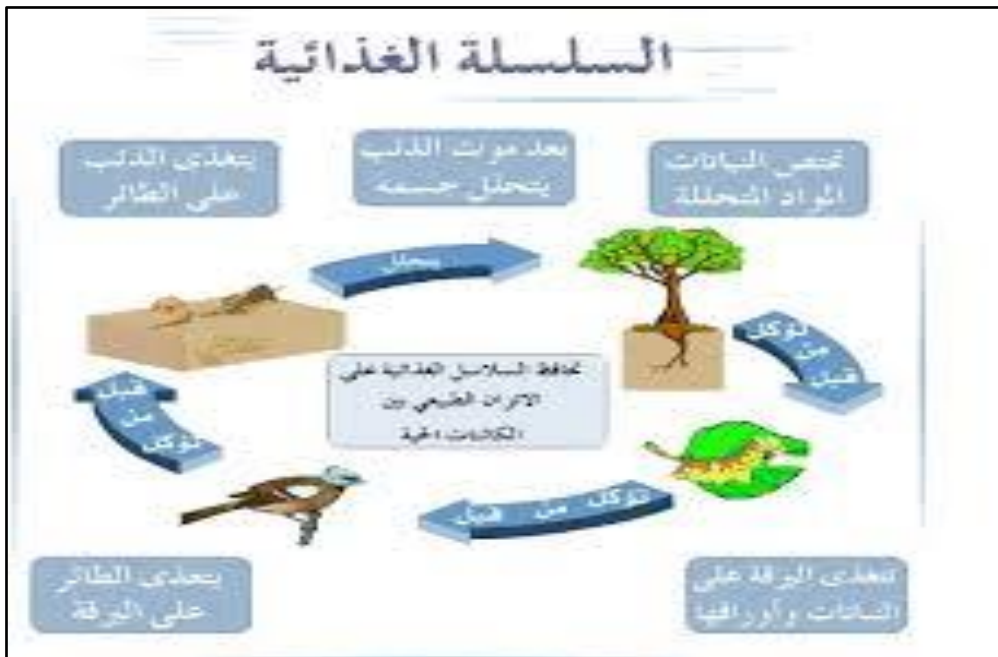 السلسلة الغذائية
تمتص النباتات
المواد المتحللة
بعد موت الذئب
يتحلل جسمه
يتغذى الذئب
على الطائر
يتحلل
تؤكل
من
قبل
تحافظ السلاسل الغذائية على
الاتزان الطبيعي بين
الكائنات الحية
تؤكل من قبل
تؤكل
من
قبل
تتغذى اليرقة على
النباتات وأوراقها
يتغذى الطائر
على اليرقة